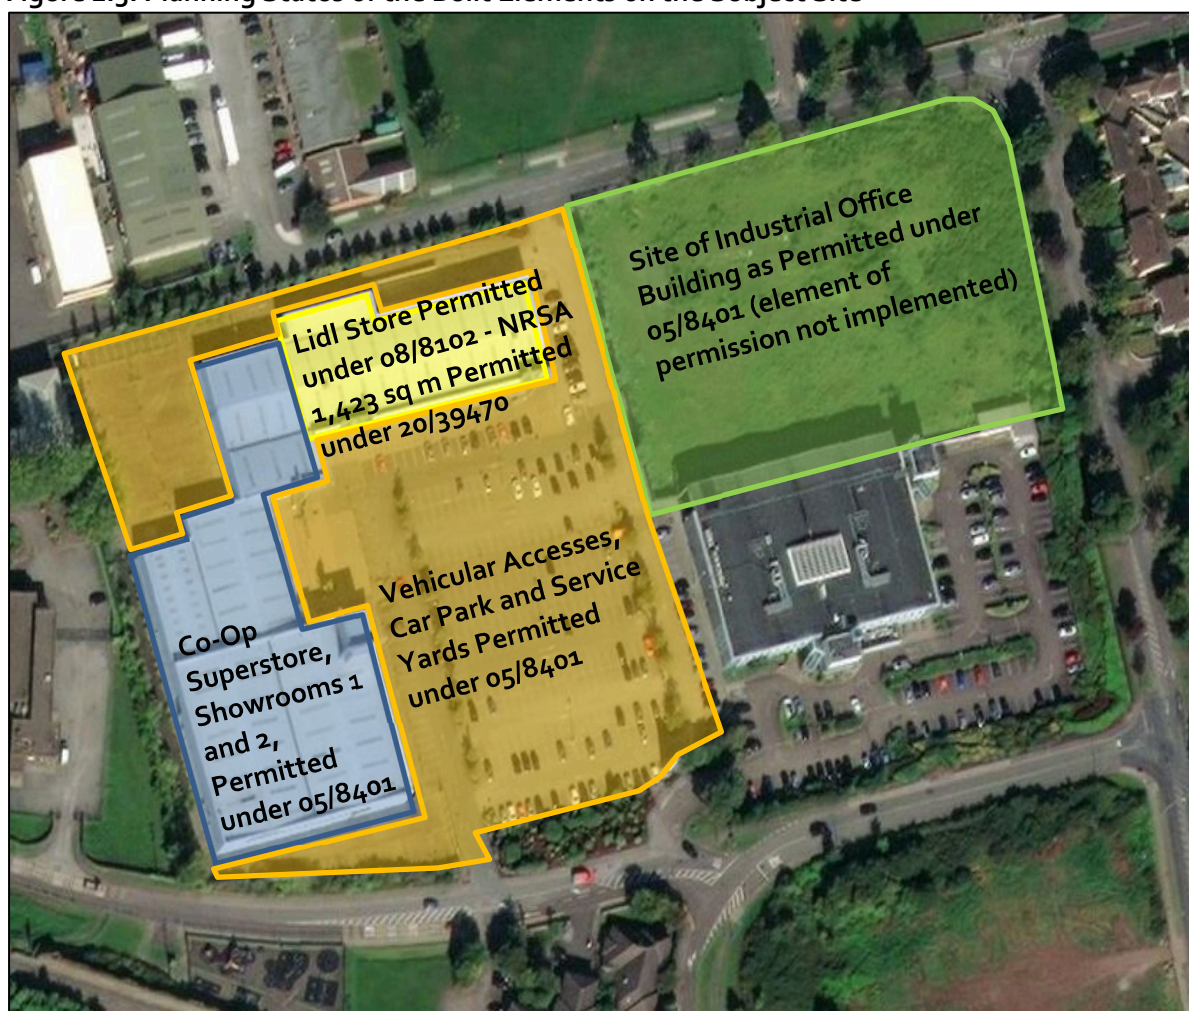 Site of Industrial Office
Building as Permitted under
05/8401 (element of
permission not implemented)
Lidl Store Permitted
under 08/8102 - NRSA
1,423 sq m Permitted
under 20/39470
Vehicular Accesses,
Car Park and Service
Yards Permitted
under 05/8401
Co-Op
Superstore,
Showrooms 1
and 2,
Permitted
under 05/8401